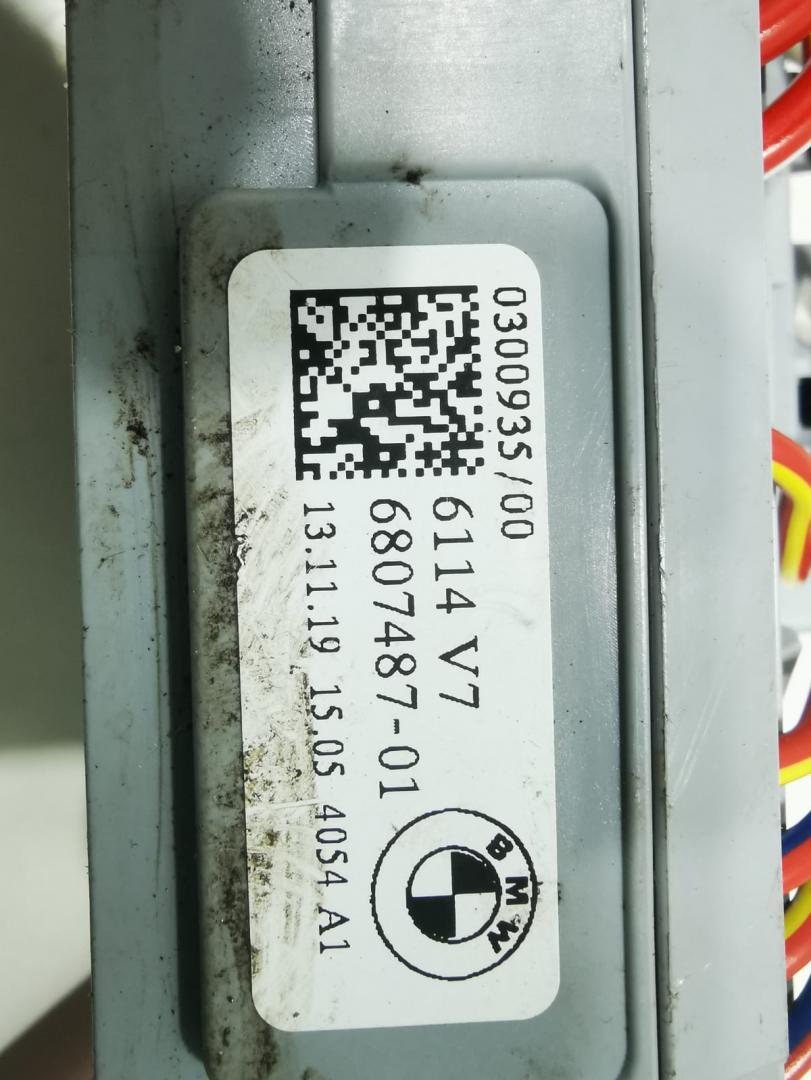 0300935/00
6114 V7
6807487-01
13.11.19 15.05 4054 A1
BMW